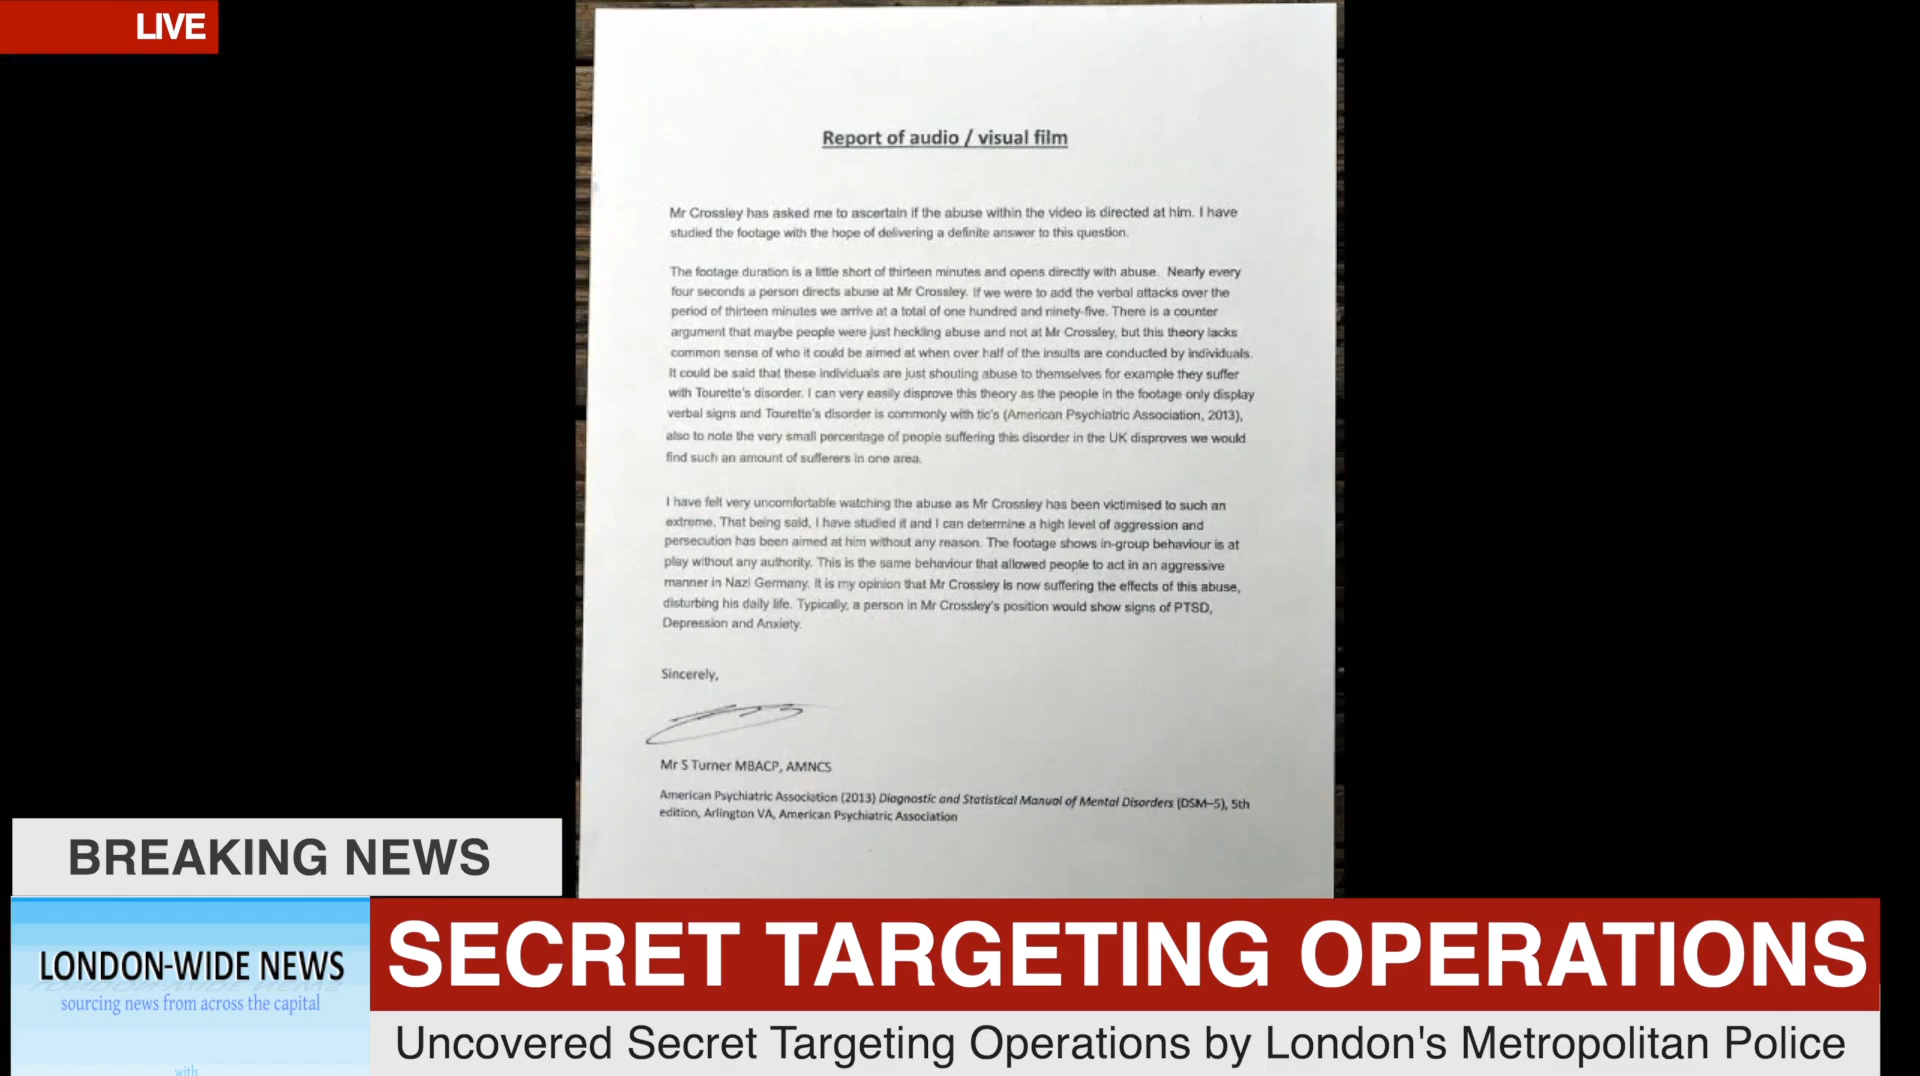 LIVE
Report of audio / visual film
Mr Crossley has asked me to ascertain if the abuse within the video is directed at him. I have
studied the footage with the hope of delivering a definite answer to this question.
The footage duration is a little short of thirteen minutes and opens directly with abuse. Nearly every
four seconds a person directs abuse at Mr Crossley. If we were to add the verbal attacks over the
period of thirteen minutes we arrive at a total of one hundred and ninety-five. There is a counter
argument that maybe people were just heckling abuse and not at Mr Crossley, but this theory lacks
common sense of who it could be aimed at when over half of the insults are conducted by individuals.
It could be said that these individuals are just shouting abuse to themselves for example they suffer
with Tourette's disorder. I can very easily disprove this theory as the people in the footage only display
verbal signs and Tourette's disorder is commonly with tic's (American Psychiatric Association, 2013),
also to note the very small percentage of people suffering this disorder in the UK disproves we would
find such an amount of sufferers in one area.
I have felt very uncomfortable watching the abuse as Mr Crossley has been victimised to such an
extreme. That being said, I have studied it and I can determine a high level of aggression and
persecution has been aimed at him without any reason. The footage shows in-group behaviour is at
play without any authority. This is the same behaviour that allowed people to act in an aggressive
manner in Nazi Germany. It is my opinion that Mr Crossley is now suffering the effects of this abuse,
disturbing his daily life. Typically, a person in Mr Crossley's position would show signs of PTSD,
Depression and Anxiety.
Sincerely,
Mr S Turner MBACP, AMNCS
American Psychiatric Association (2013) Diagnostic and Statistical Manual of Mental Disorders (DSM–5), 5th
edition, Arlington VA, American Psychiatric Association
BREAKING NEWS
LONDON-WIDE NEWS
sourcing news from across the capital
with
SECRET TARGETING OPERATIONS
Uncovered Secret Targeting Operations by London's Metropolitan Police